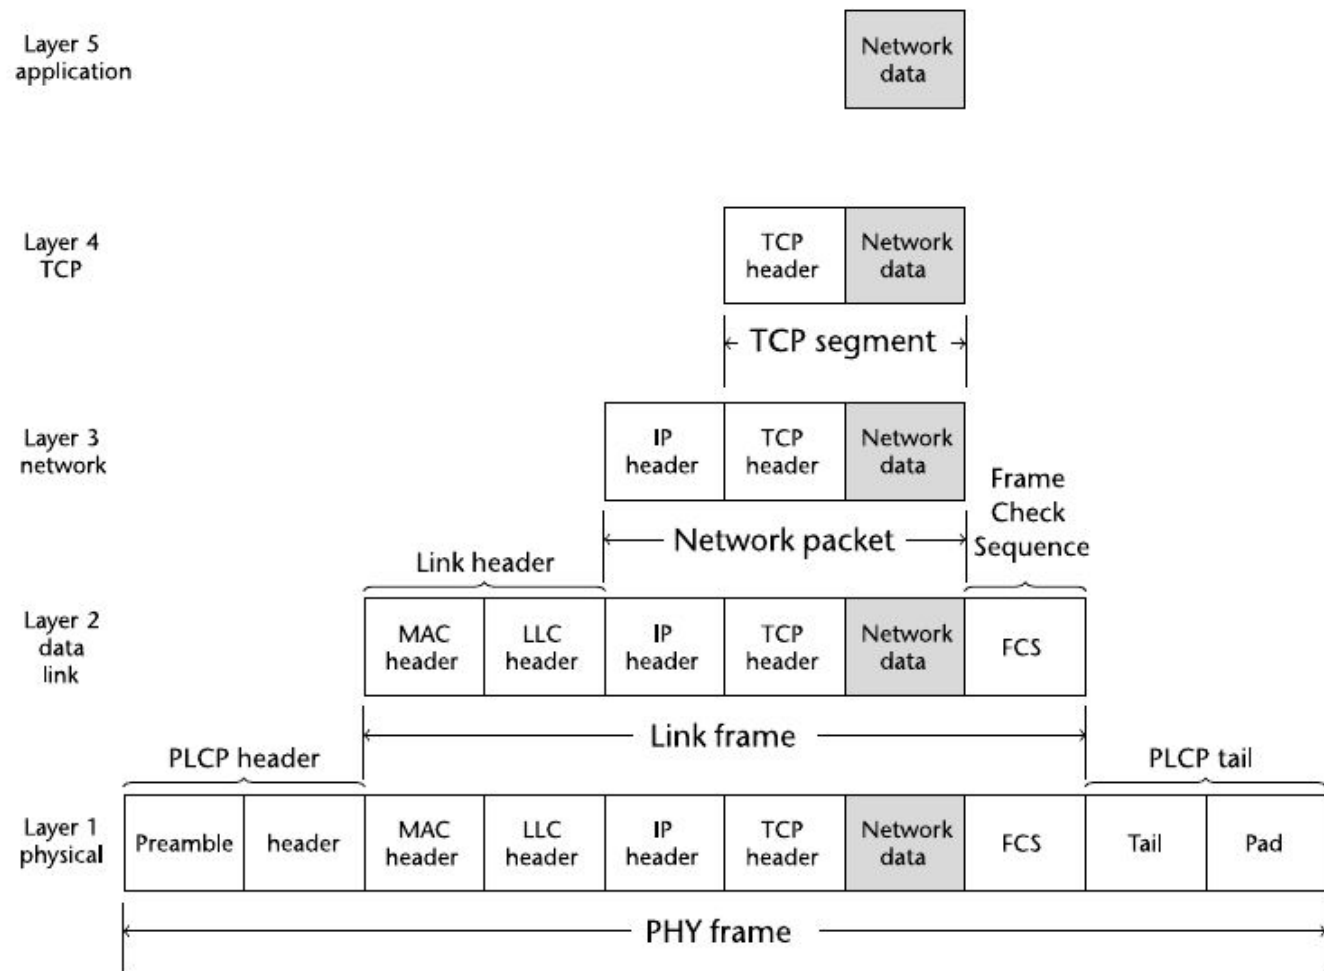 Layer 5
application
Network
data
Layer 4
TCP
TCP
header
Network
data
TCP segment
Layer 3
network
IP
header
TCP
header
Network
data
Frame
Check
Sequence
Network packet
Link header
Layer 2
data
link
MAC
header
LLC
header
IP
header
TCP
header
Network
data
FCS
Link frame
PLCP header
PLCP tail
Layer 1
physical
Preamble
header
MAC
header
LLC
header
IP
header
TCP
header
Network
data
FCS
Tail
Pad
PHY frame